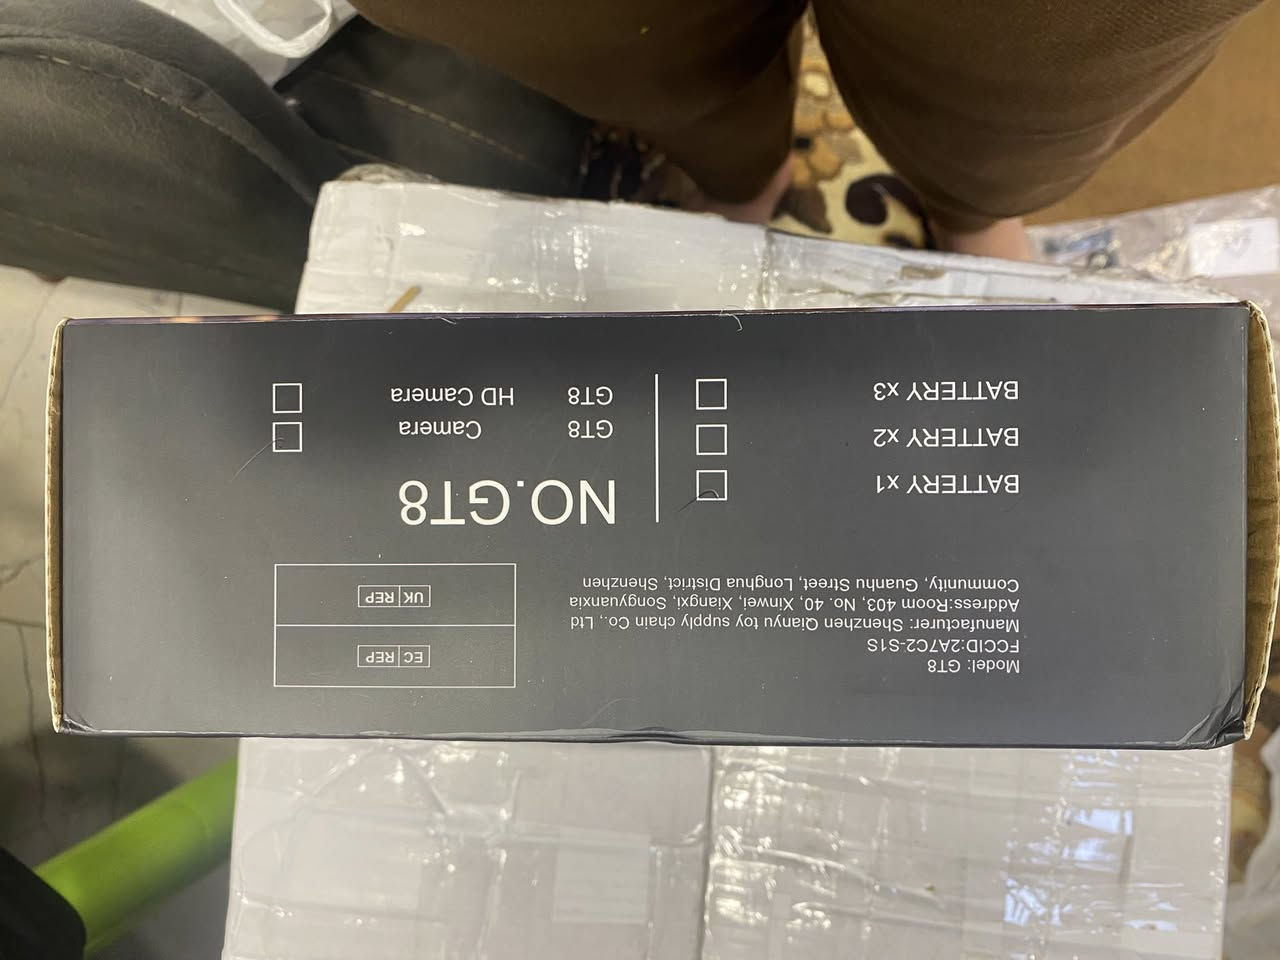 Model: GT8
FCCID:2A7C2-S1S
Manufacturer: Shenzhen Qianyu toy supply chain Co., Ltd
Address:Room 403, No. 40, Xinwei, Xiangxi, Songyuanxia
Community, Guanhu Street, Longhua District, Shenzhen
EC REP
UK REP
BATTERY x1
BATTERY x2
BATTERY x3
NO.GT8
GT8 Camera
GT8 HD Camera